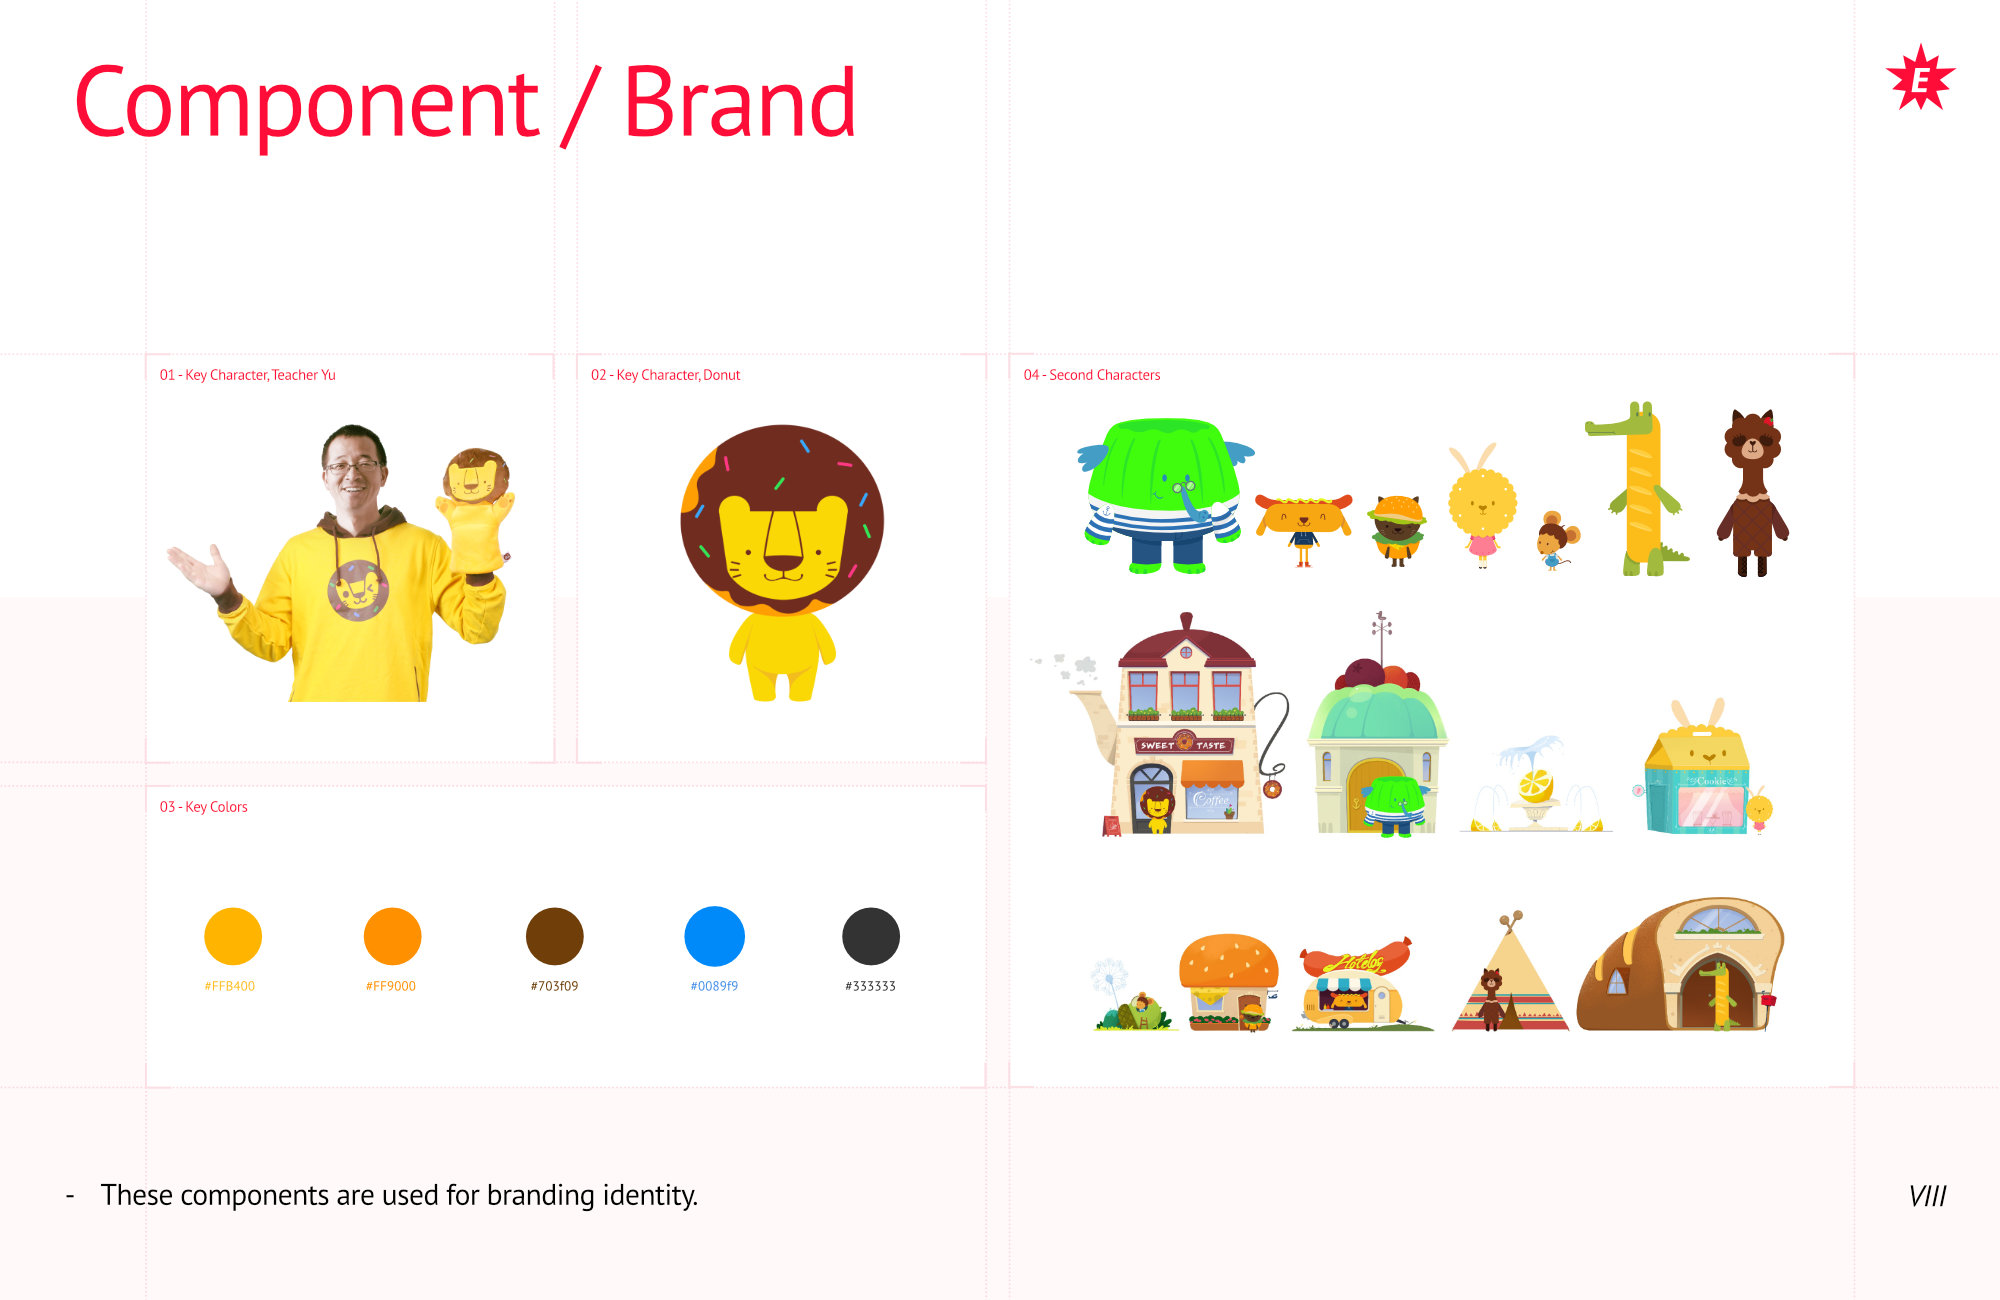 Component / Brand
E
01 - Key Character, Teacher Yu
02 - Key Character, Donut
04 - Second Characters
SWEET TASTE
Coffee
Cookie
03 - Key Colors
#FFB400
#FF9000
#703f09
#0089f9
#333333
Hotdog
- These components are used for branding identity.
VIII